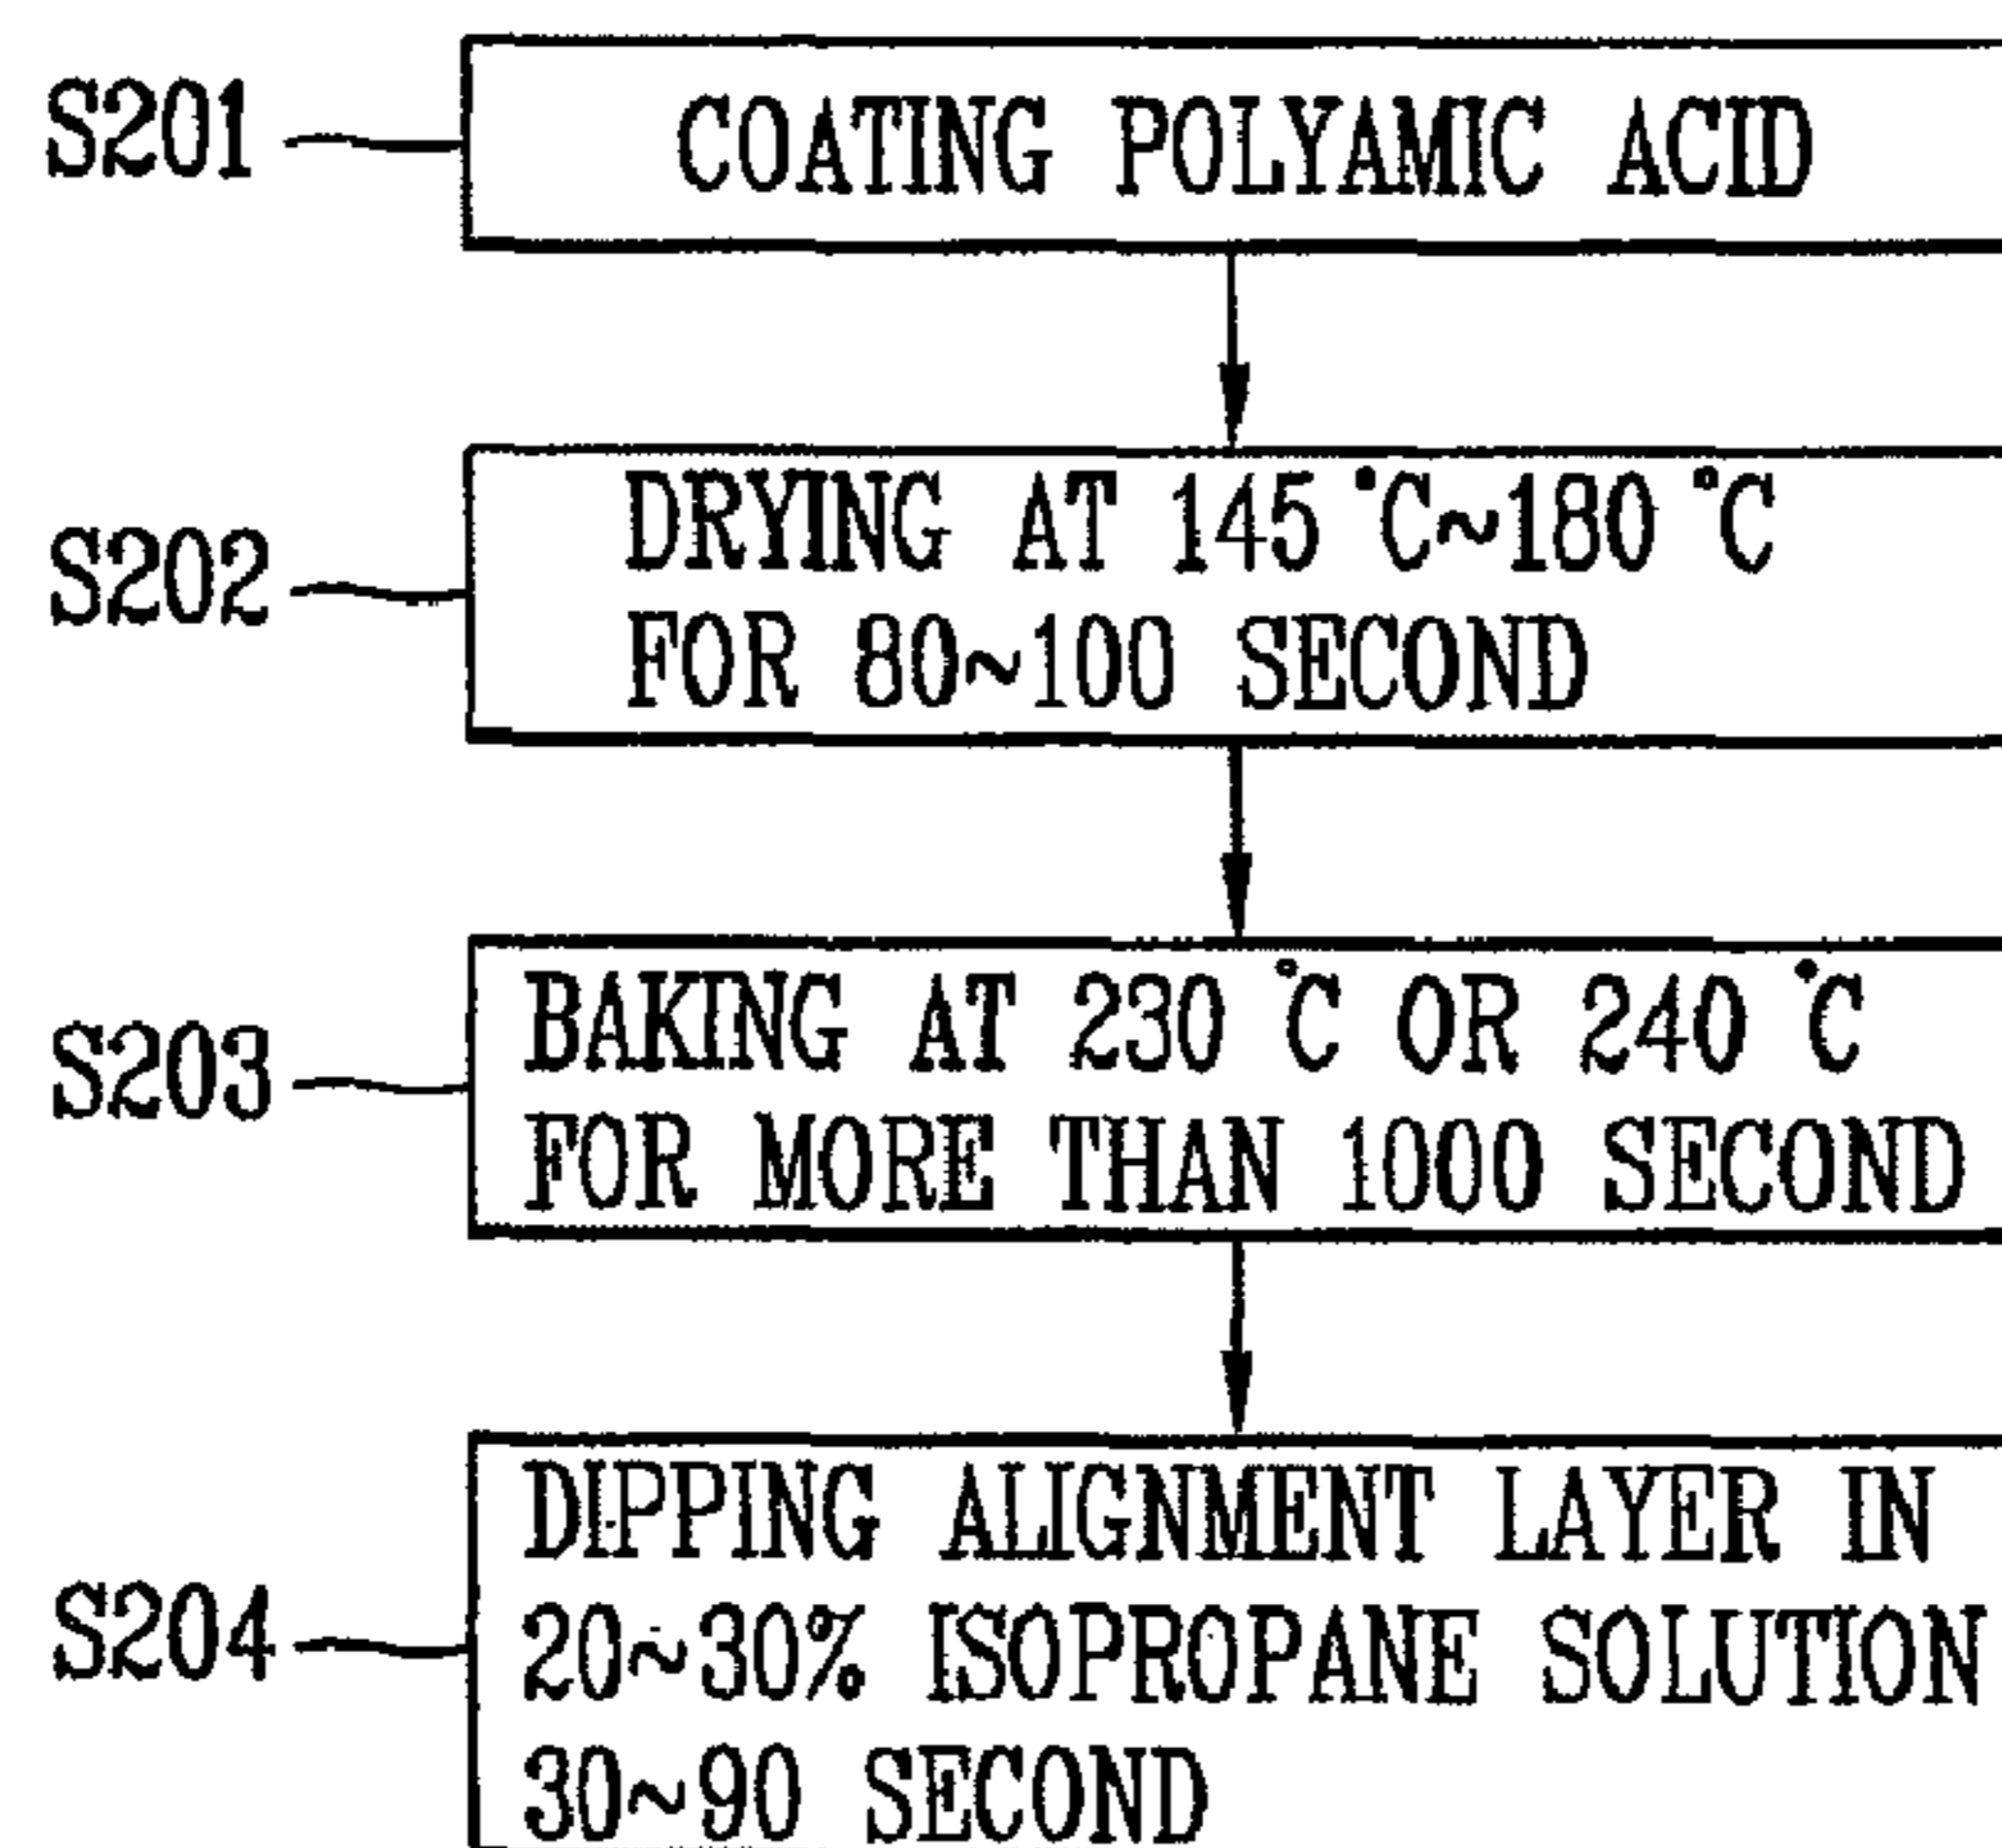 S201
COATING POLYAMIC ACID
S202
DRYING AT 145℃~180℃
FOR 80~100 SECOND
S203
BAKING AT 230℃ OR 240℃
FOR MORE THAN 1000 SECOND
S204
DIPPING ALIGNMENT LAYER IN
20~30% ISOPROPANE SOLUTION
30~90 SECOND